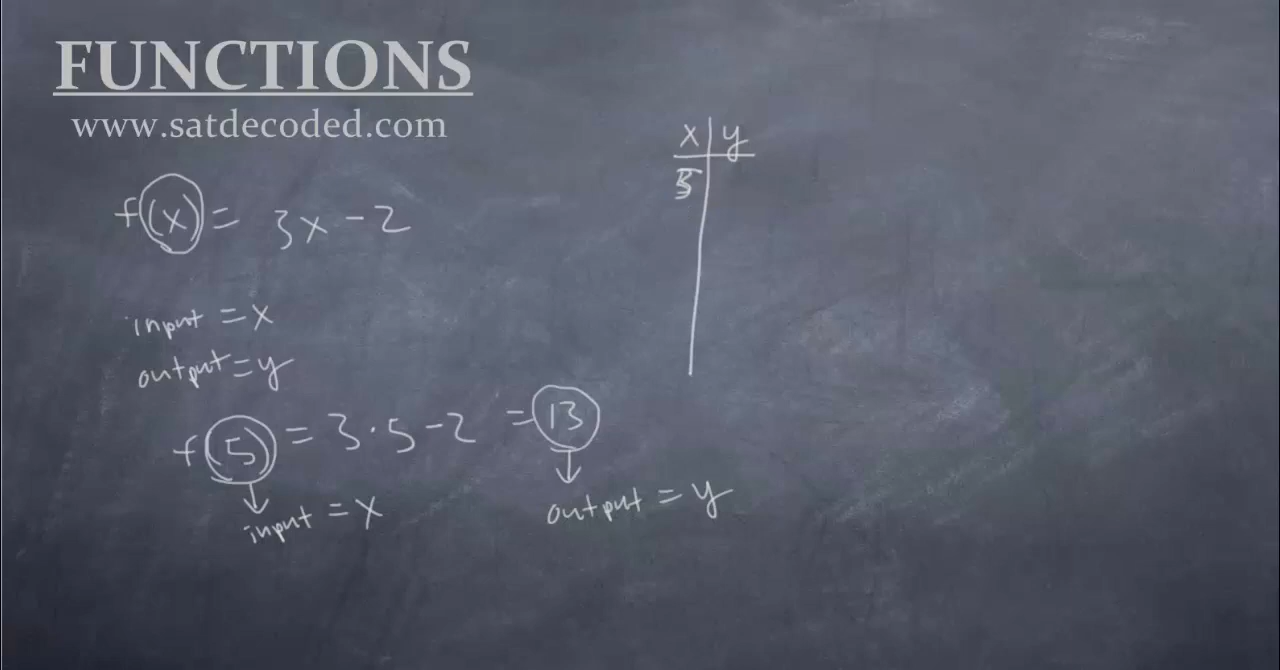 FUNCTIONS
www.satdecoded.com
f(x) = 3x - 2
input = x
output = y
f(5) = 3 · 5 - 2 = 13
input = x
output = y
x | y
5